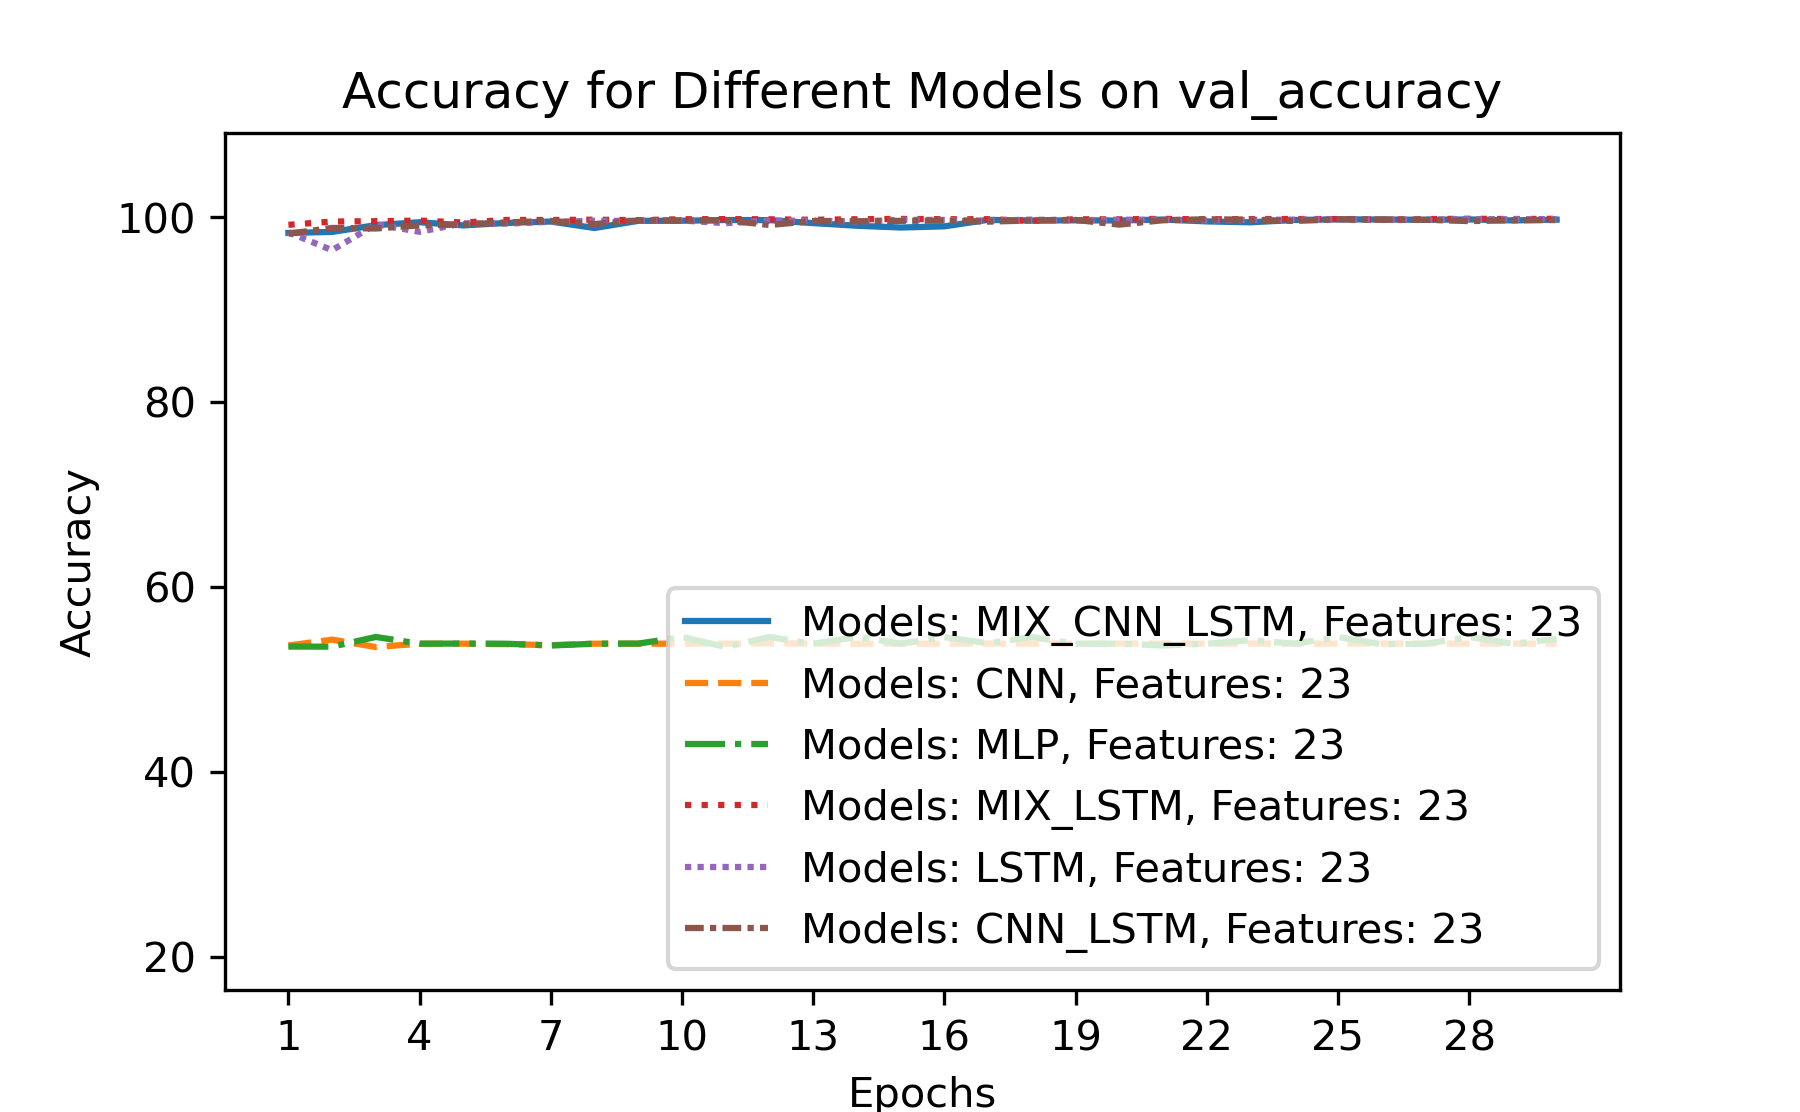 Accuracy for Different Models on val_accuracy
Accuracy
100
80
60
40
20
Models: MIX_CNN_LSTM, Features: 23
Models: CNN, Features: 23
Models: MLP, Features: 23
Models: MIX_LSTM, Features: 23
Models: LSTM, Features: 23
Models: CNN_LSTM, Features: 23
1 4 7 10 13 16 19 22 25 28
Epochs